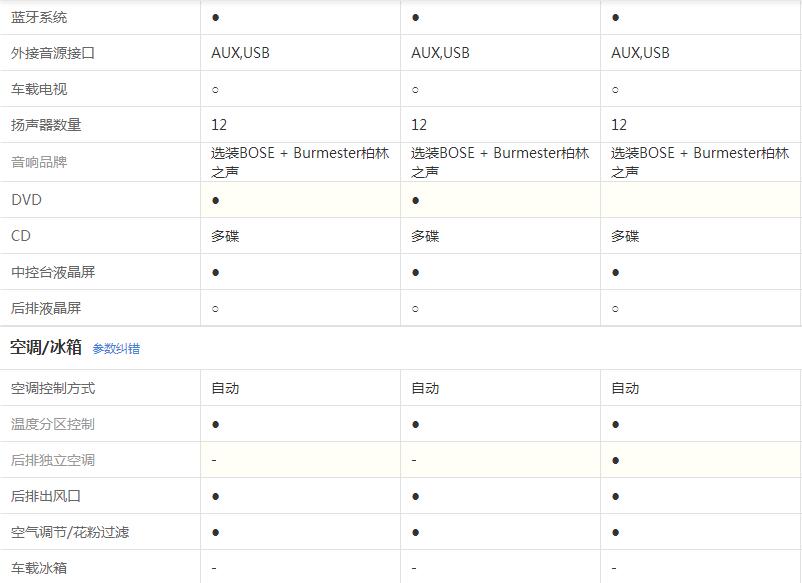 蓝牙系统 ● ● ●
外接音源接口 AUX,USB AUX,USB AUX,USB
车载电视 ○ ○ ○
扬声器数量 12 12 12
音响品牌 选装BOSE + Burmester柏林之声 选装BOSE + Burmester柏林之声 选装BOSE + Burmester柏林之声
DVD ● ●
CD 多碟 多碟 多碟
中控台液晶屏 ● ● ●
后排液晶屏 ○ ○ ○
空调/冰箱 参数纠错
空调控制方式 自动 自动 自动
温度分区控制 ● ● ●
后排独立空调 - - ●
后排出风口 ● ● ●
空气调节/花粉过滤 ● ● ●
车载冰箱 - - -